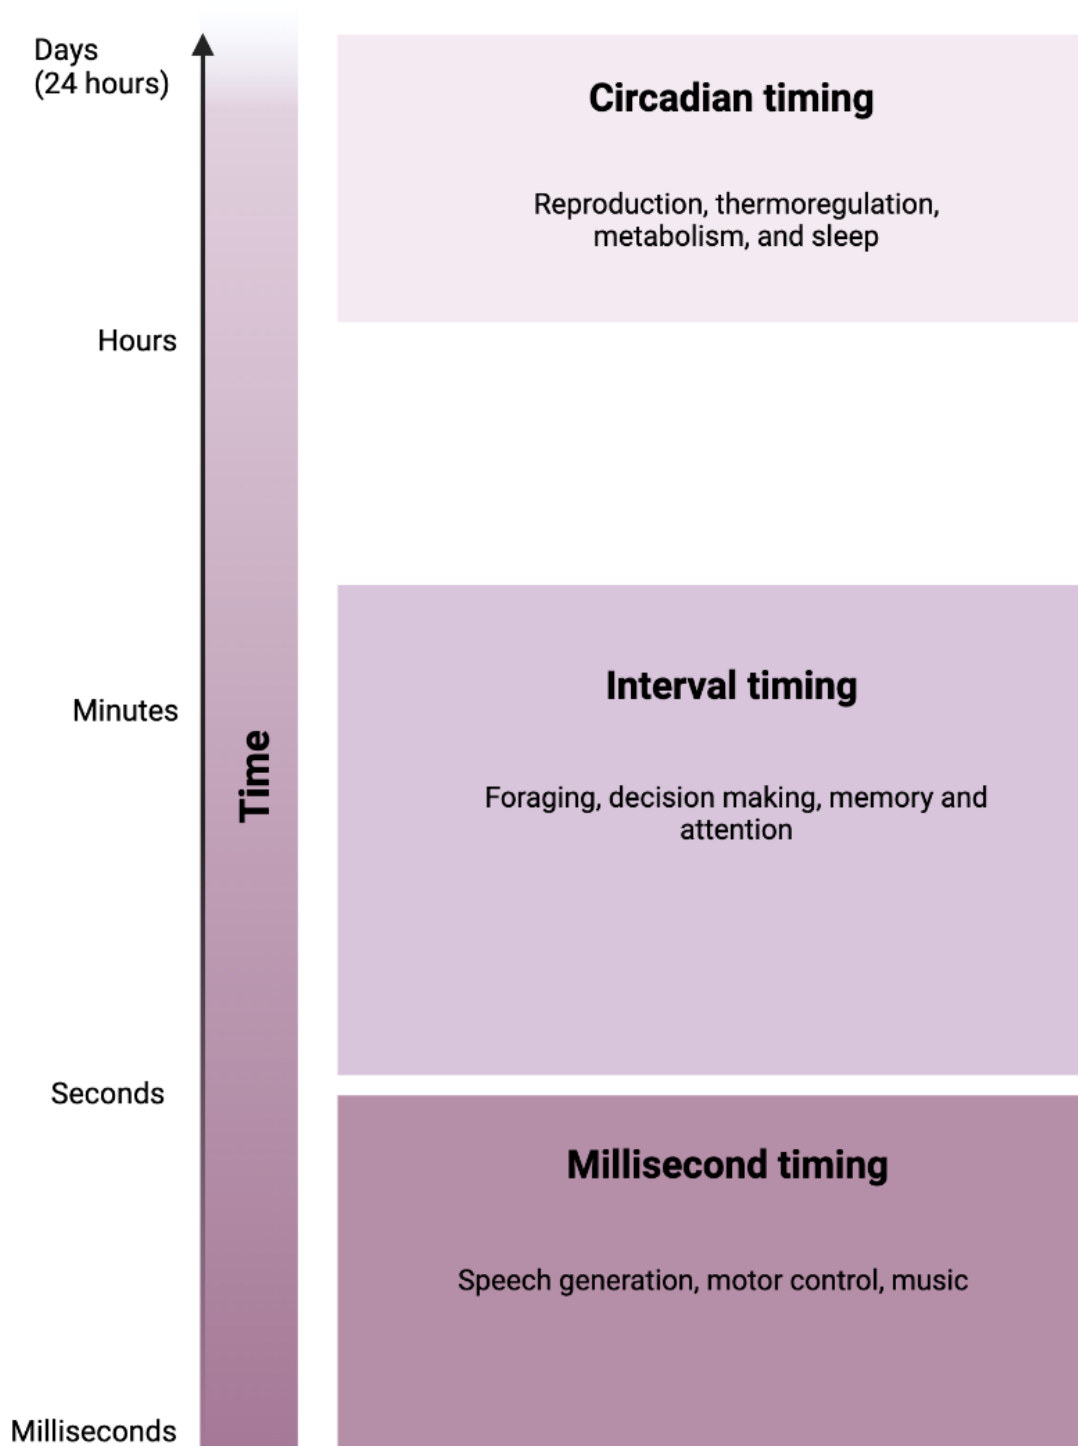 Days
(24 hours)
Circadian timing
Reproduction, thermoregulation,
metabolism, and sleep
Hours
Interval timing
Minutes
Time
Foraging, decision making, memory and
attention
Seconds
Millisecond timing
Speech generation, motor control, music
Milliseconds